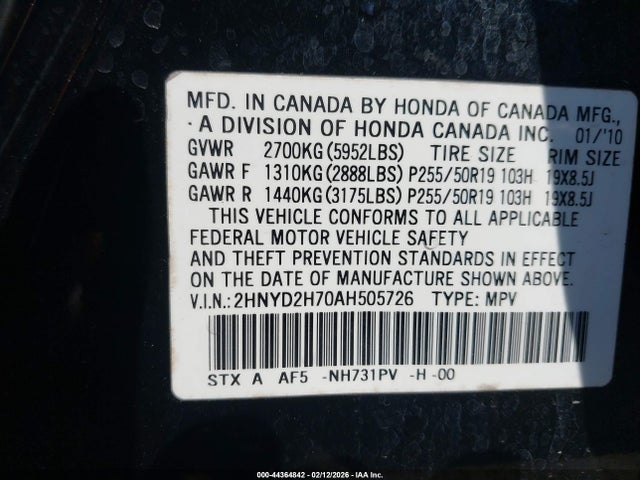 MFD. IN CANADA BY HONDA OF CANADA MFG.,
· A DIVISION OF HONDA CANADA INC. 01/'10
GVWR 2700KG (5952LBS) TIRE SIZE RIM SIZE
GAWR F 1310KG (2888LBS) P255/50R19 103H 19X8.5J
GAWR R 1440KG (3175LBS) P255/50R19 103H 19X8.5J
THIS VEHICLE CONFORMS TO ALL APPLICABLE
FEDERAL MOTOR VEHICLE SAFETY
AND THEFT PREVENTION STANDARDS IN EFFECT
ON THE DATE OF MANUFACTURE SHOWN ABOVE.
V.I.N.: 2HNYD2H70AH505726 TYPE: MPV
STX A AF5 -NH731PV -H -00
000-44364842 - 02/12/2026 - IAA Inc.